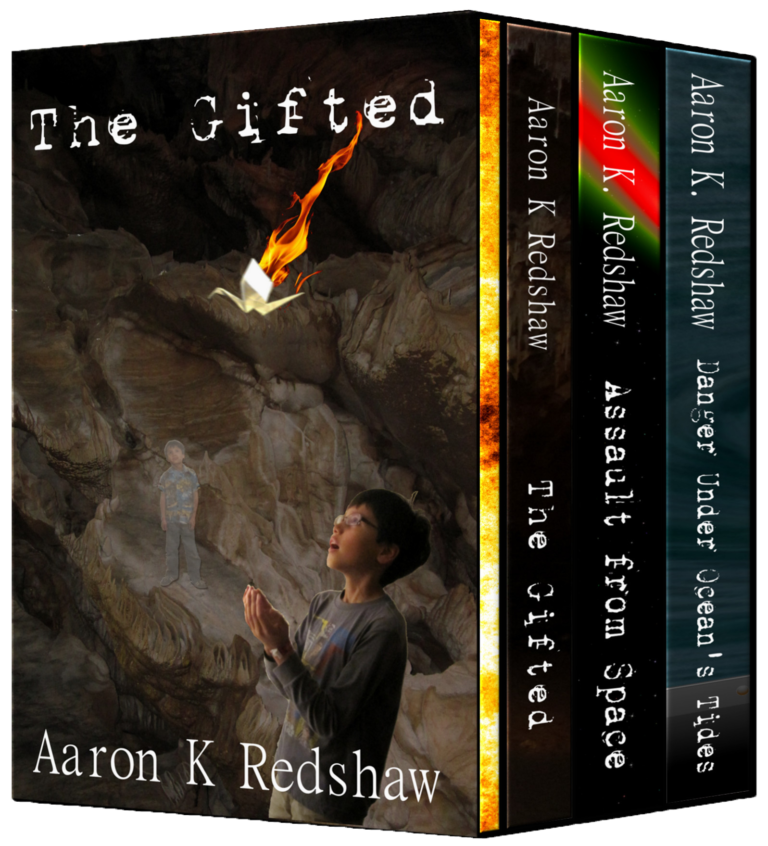 The Gifted
Aaron K Redshaw
Aaron K Redshaw The Gifted
Aaron K. Redshaw Assault from Space
Aaron K. Redshaw Danger Under Ocean's Tides